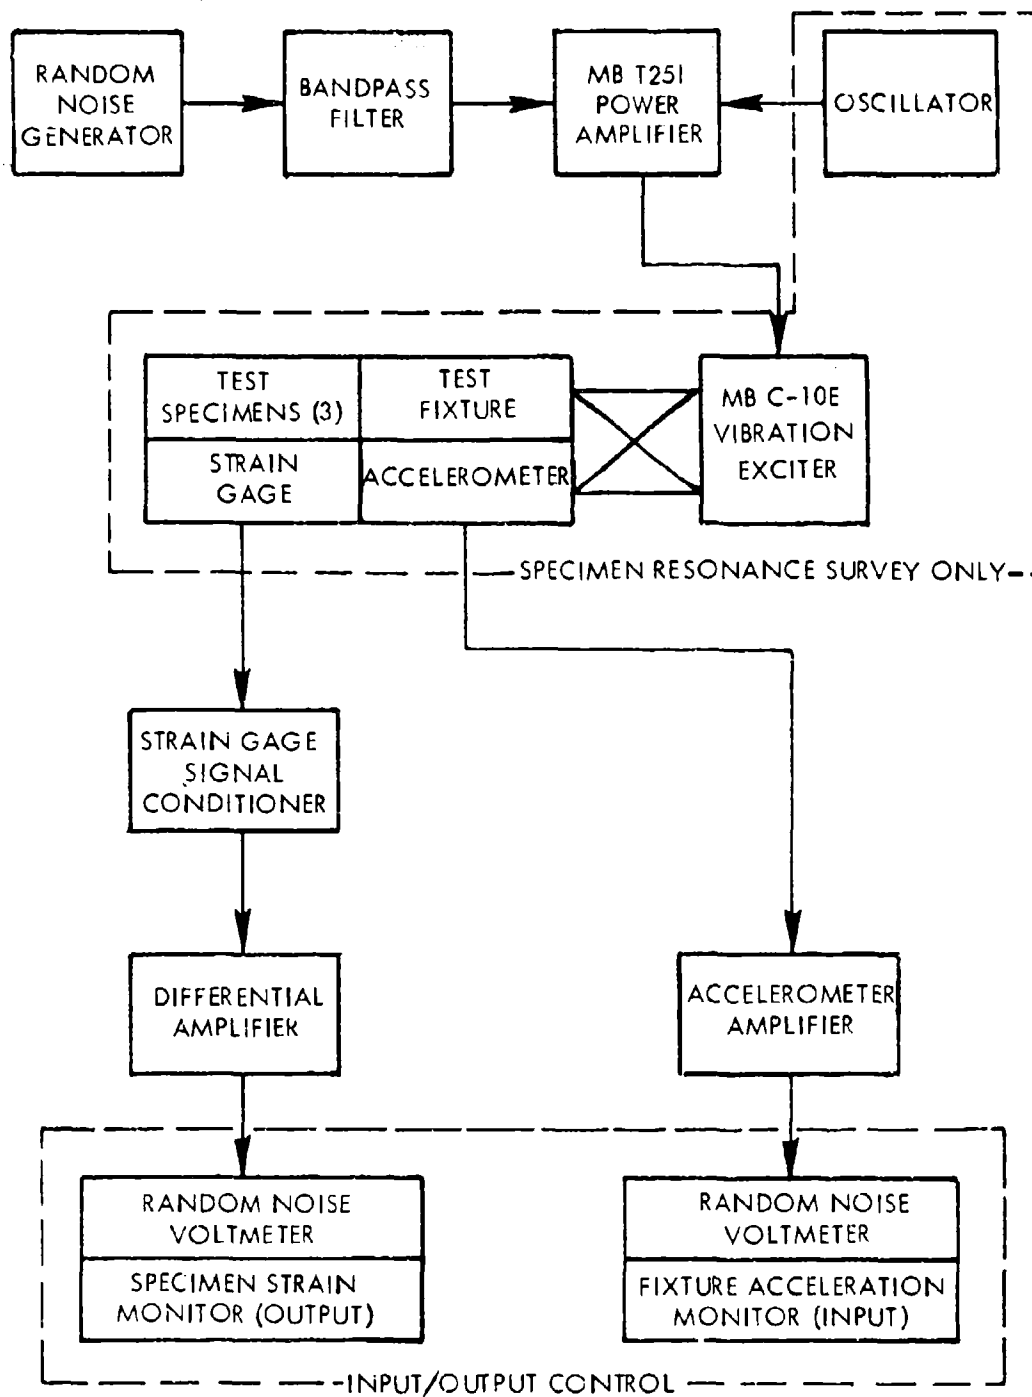 RANDOM
NOISE
GENERATOR
BANDPASS
FILTER
MB T251
POWER
AMPLIFIER
OSCILLATOR
TEST
SPECIMENS (3)
TEST
FIXTURE
STRAIN
GAGE
ACCELEROMETER
MB C-10E
VIBRATION
EXCITER
SPECIMEN RESONANCE SURVEY ONLY
STRAIN GAGE
SIGNAL
CONDITIONER
DIFFERENTIAL
AMPLIFIER
ACCELEROMETER
AMPLIFIER
RANDOM NOISE
VOLTMETER
SPECIMEN STRAIN
MONITOR (OUTPUT)
RANDOM NOISE
VOLTMETER
FIXTURE ACCELERATION
MONITOR (INPUT)
INPUT/OUTPUT CONTROL